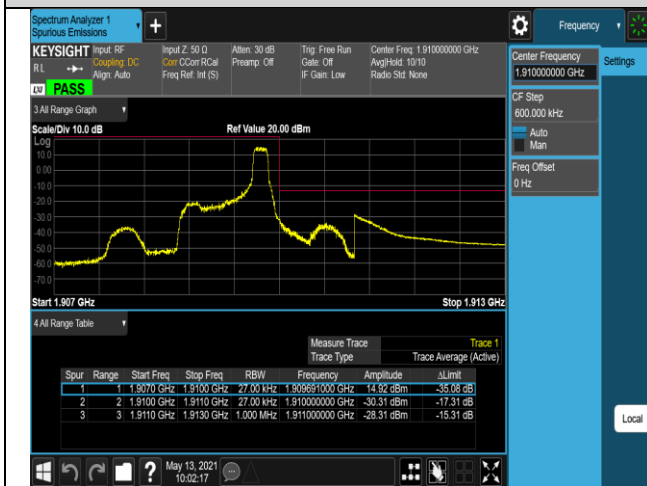 Spectrum Analyzer 1
Spurious Emissions
Frequency
KEYSIGHT
Input: RF
Coupling: DC
Align: Auto
Input Z: 50 Ω
Corr CCorr RCal
Freq Ref: Int (S)
Atten: 30 dB
Preamp: Off
Trig: Free Run
Gate: Off
IF Gain: Low
Center Freq: 1.910000000 GHz
Avg|Hold: 10/10
Radio Std: None
RL
LXI
PASS
Center Frequency
1.910000000 GHz
Settings
CF Step
600.000 kHz
Auto
Man
Freq Offset
0 Hz
3 All Range Graph
Scale/Div 10.0 dB
Ref Value 20.00 dBm
Log
10.0
0.00
-10.0
-20.0
-30.0
-40.0
-50.0
-60.0
-70.0
Start 1.907 GHz
Stop 1.913 GHz
4 All Range Table
Measure Trace Trace 1
Trace Type Trace Average (Active)
Spur Range Start Freq Stop Freq RBW Frequency Amplitude ΔLimit
1 1 1.9070 GHz 1.9100 GHz 27.00 kHz 1.909691000 GHz 14.92 dBm -35.08 dB
2 2 1.9100 GHz 1.9110 GHz 27.00 kHz 1.910000000 GHz -30.31 dBm -17.31 dB
3 3 1.9110 GHz 1.9130 GHz 1.000 MHz 1.911000000 GHz -28.31 dBm -15.31 dB
Local
May 13, 2021
10:02:17